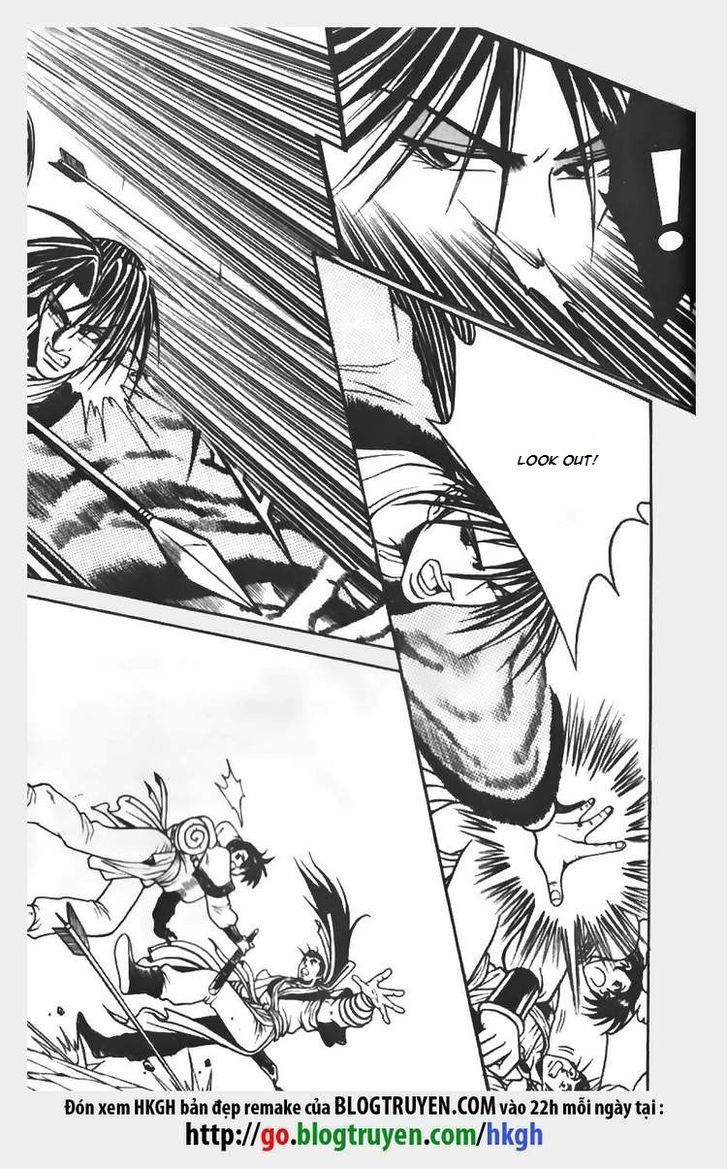 !
LOOK OUT!
Đón xem HKGH bản đẹp remake của BLOGTRUYEN.COM vào 22h mỗi ngày tại :
http://go.blogtruyen.com/hkgh